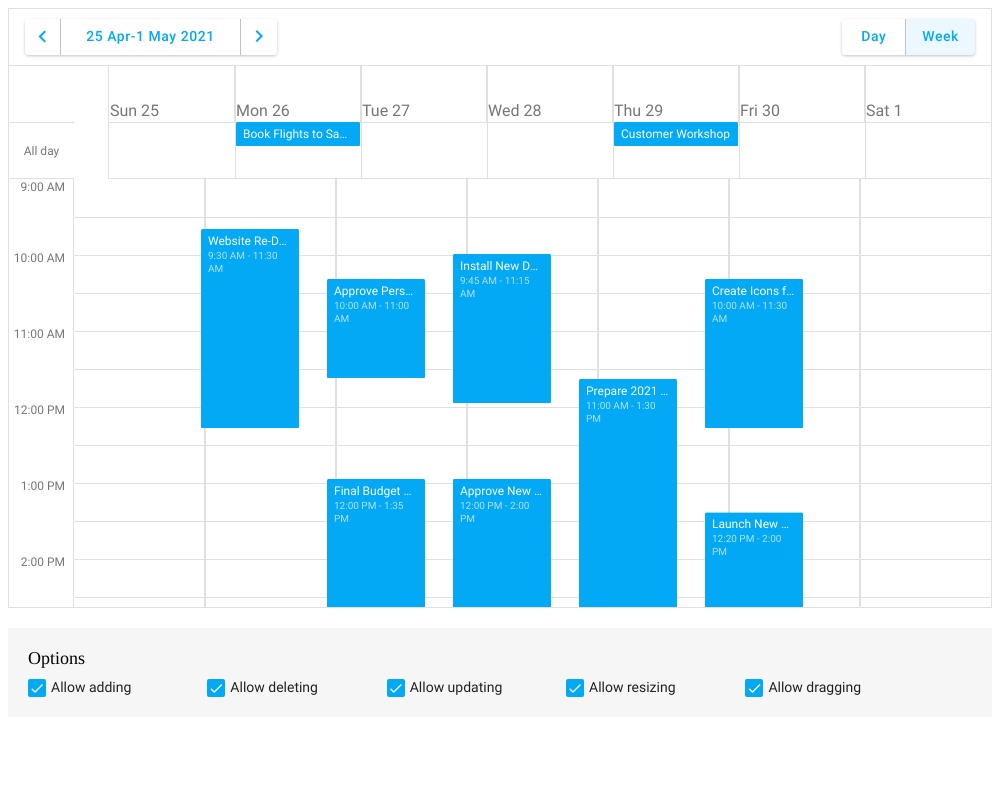 25 Apr-1 May 2021
Day
Week
Sun 25
Mon 26
Tue 27
Wed 28
Thu 29
Fri 30
Sat 1
All day
Book Flights to Sa...
Customer Workshop
9:00 AM
10:00 AM
11:00 AM
12:00 PM
1:00 PM
2:00 PM
Website Re-D...
9:30 AM - 11:30
AM
Approve Pers...
10:00 AM - 11:00
AM
Final Budget ...
12:00 PM - 1:35
PM
Install New D...
9:45 AM - 11:15
AM
Approve New ...
12:00 PM - 2:00
PM
Prepare 2021 ...
11:00 AM - 1:30
PM
Create Icons f...
10:00 AM - 11:30
AM
Launch New ...
12:20 PM - 2:00
PM
Options
Allow adding
Allow deleting
Allow updating
Allow resizing
Allow dragging